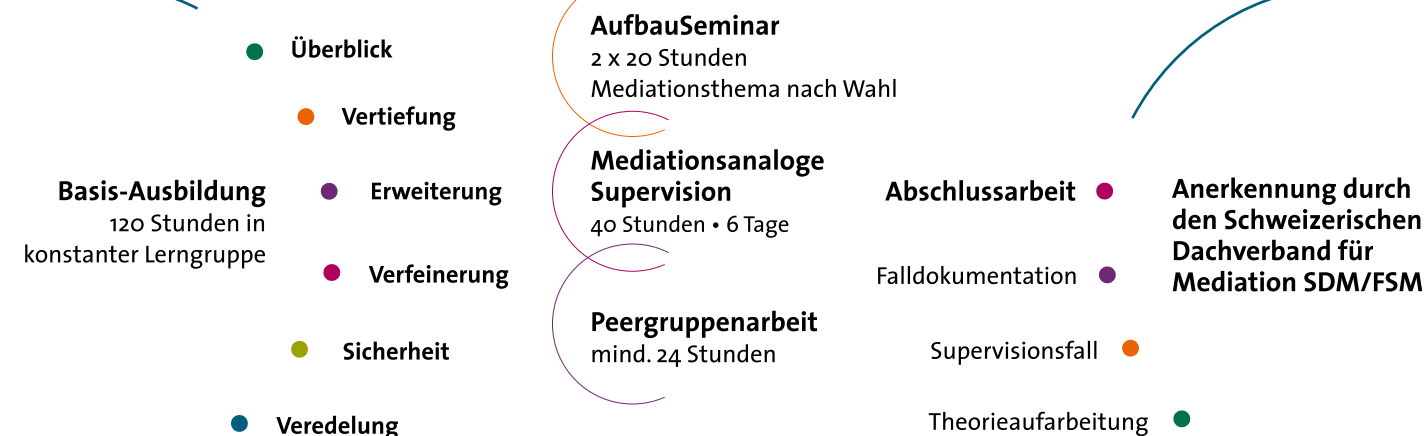 Basis-Ausbildung
120 Stunden in
konstanter Lerngruppe
Überblick
Vertiefung
Erweiterung
Verfeinerung
Sicherheit
Veredelung
AufbauSeminar
2 x 20 Stunden
Mediationsthema nach Wahl
Mediationsanaloge
Supervision
40 Stunden • 6 Tage
Peergruppenarbeit
mind. 24 Stunden
Abschlussarbeit
Falldokumentation
Supervisionsfall
Theorieaufarbeitung
Anerkennung durch
den Schweizerischen
Dachverband für
Mediation SDM/FSM